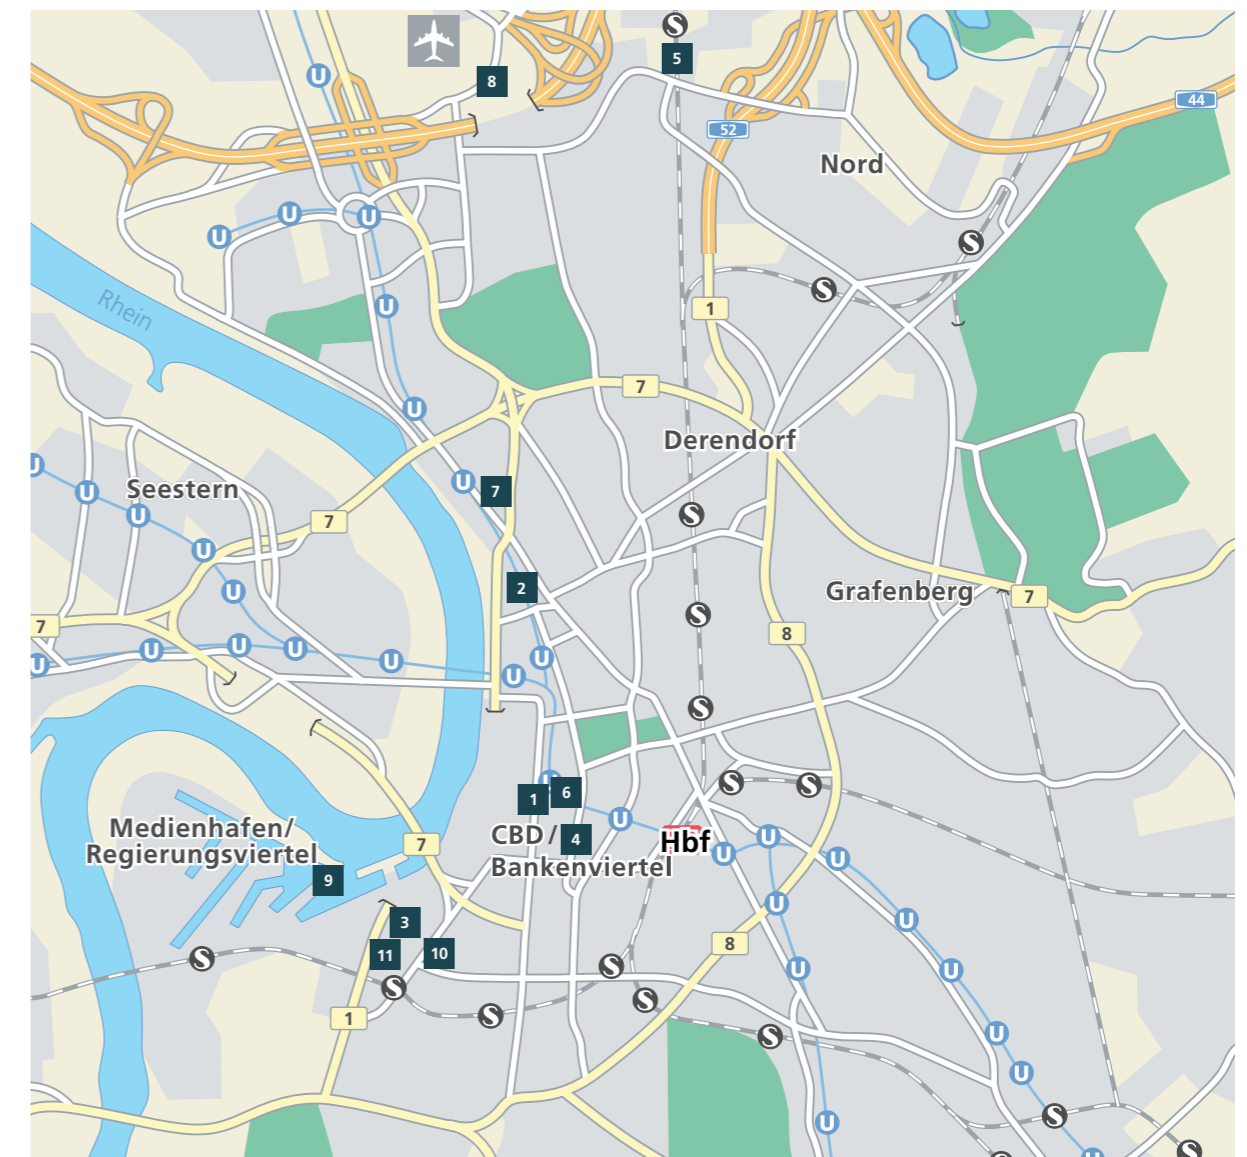 S
5
U
8
44
52
Nord
U
U
U
S
S
Rhein
U
1
7
U
Derendorf
U
U
U
7
Seestern
U
S
7
U
U
2
Grafenberg
7
7
S
8
U
U
U
U
U
U
U
S
U
S
S
1
6
U
Medienhafen/
Regierungsviertel
7
CBD/
4
Bankenviertel
Hbf
U
U
U
9
U
3
U
11
10
8
S
S
U
U
S
1
S
S
S
U
U
S
U
S
U
S